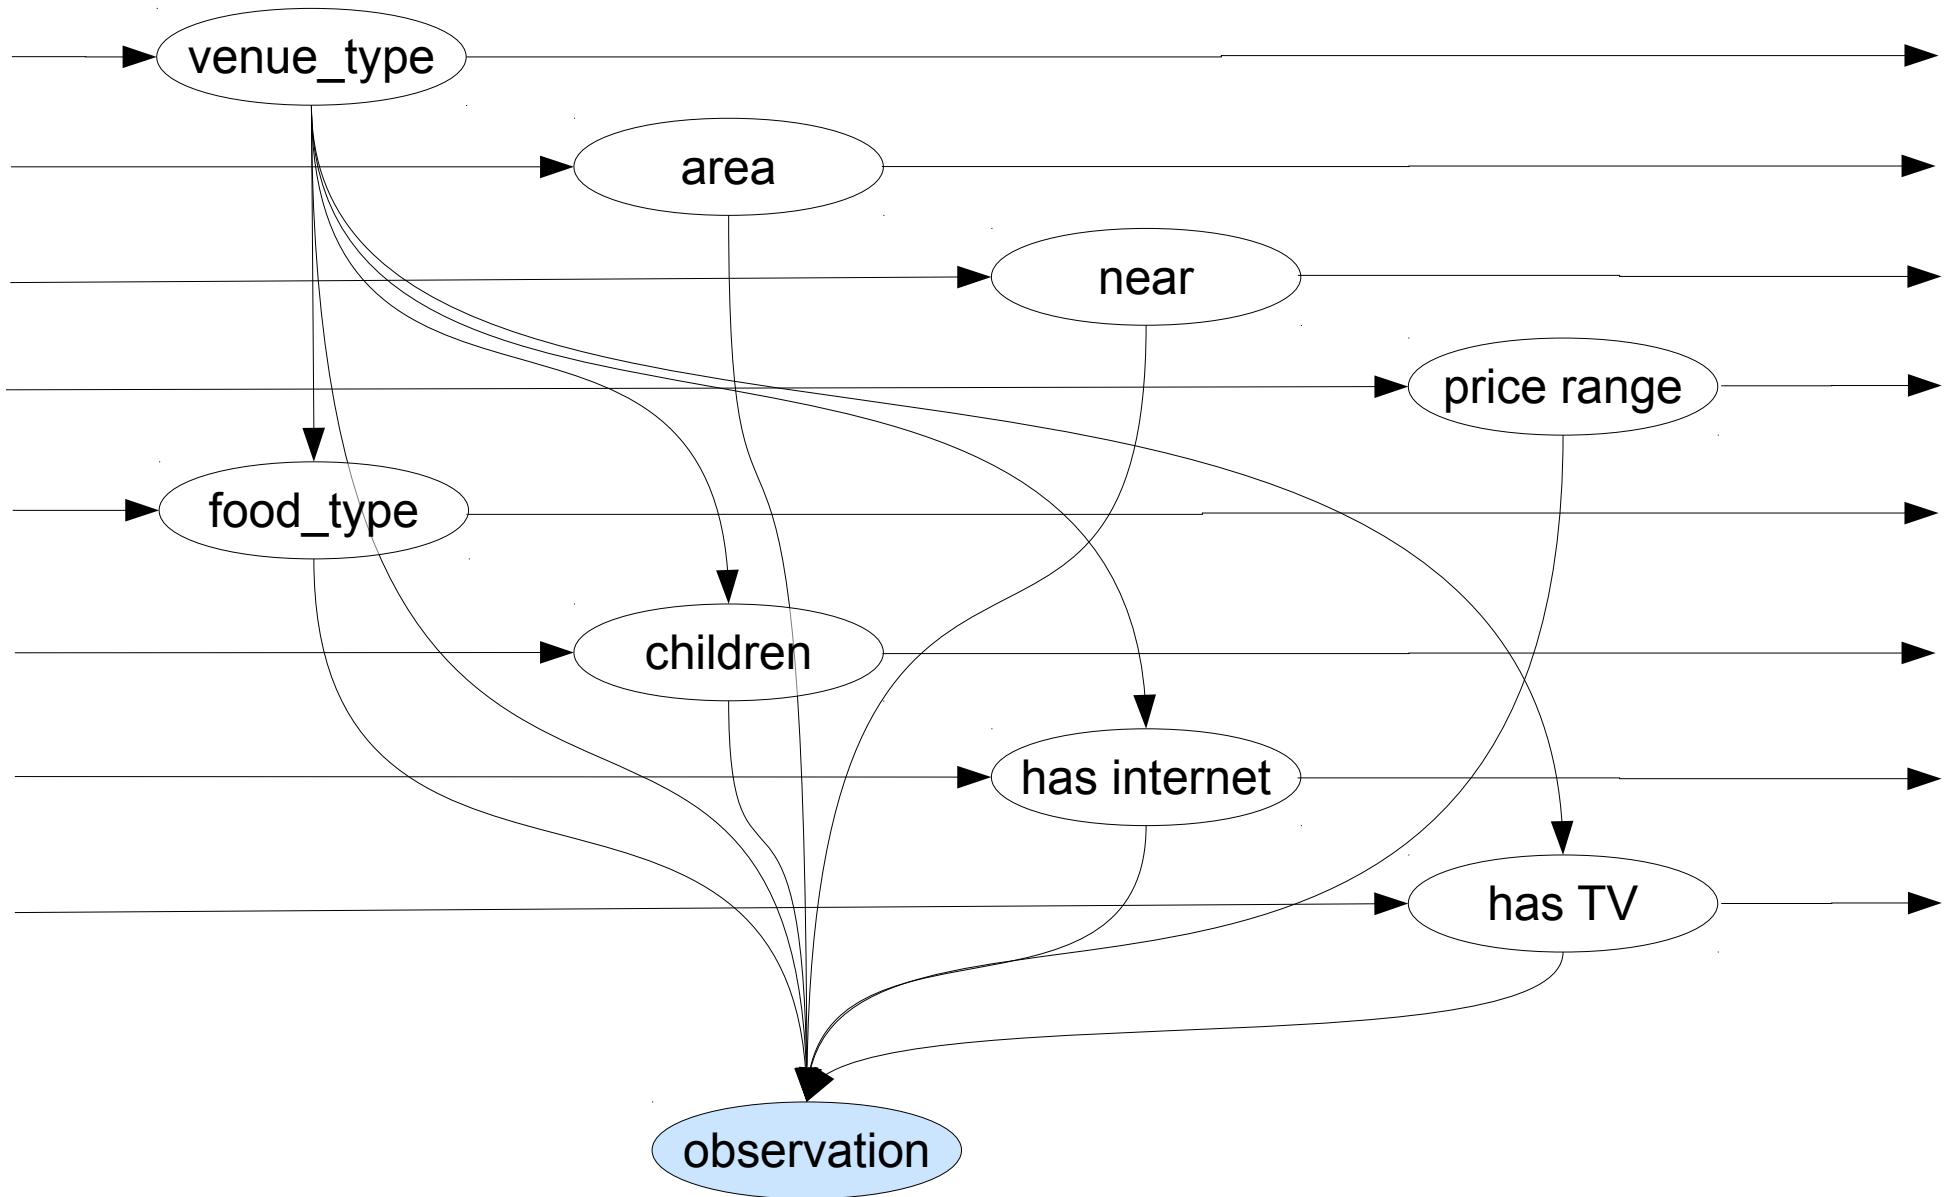 venue_type
area
near
price range
food_type
children
has internet
has TV
observation